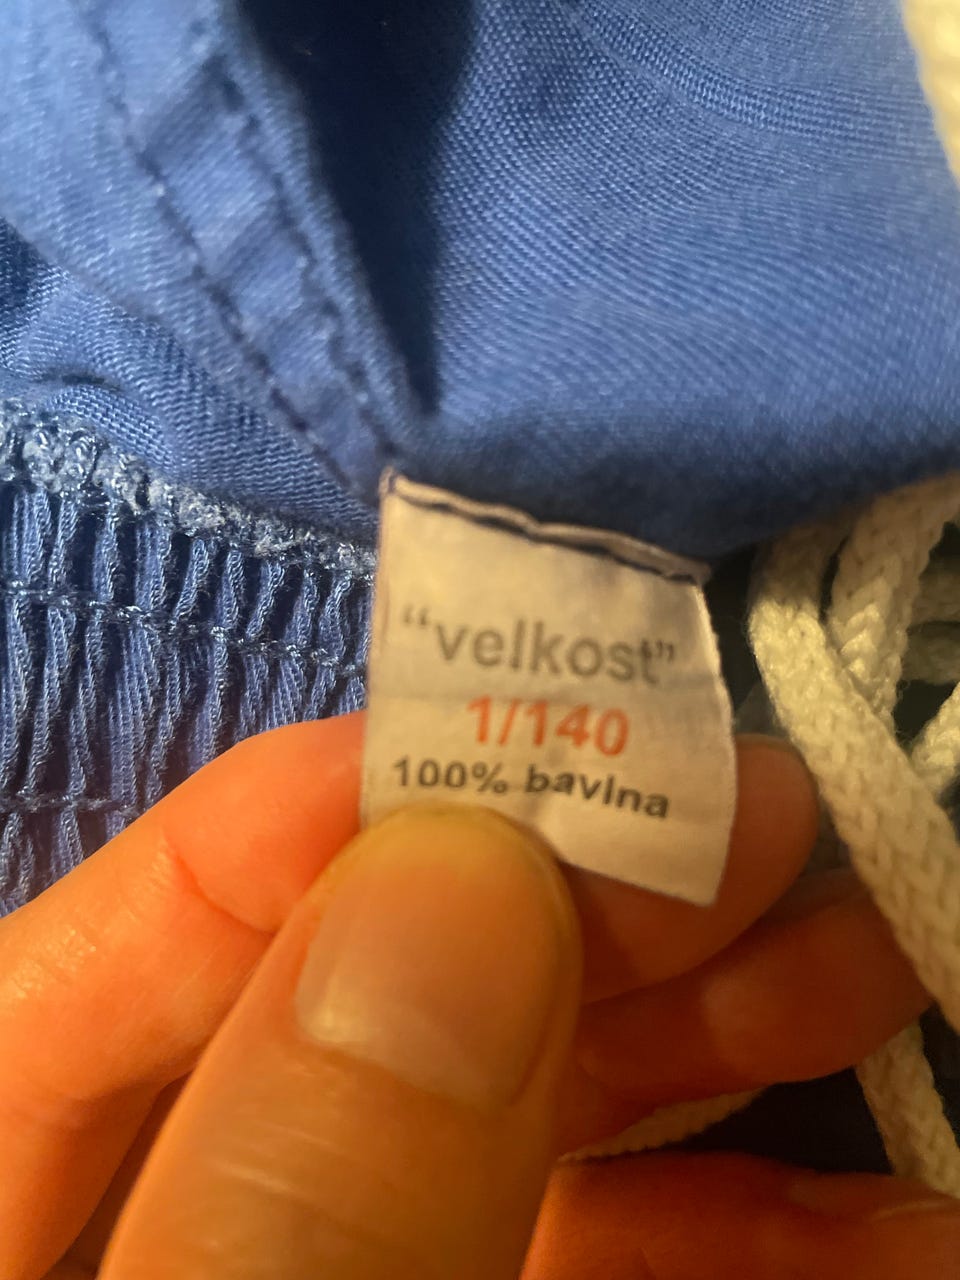 “velkost”
1/140
100% bavlna